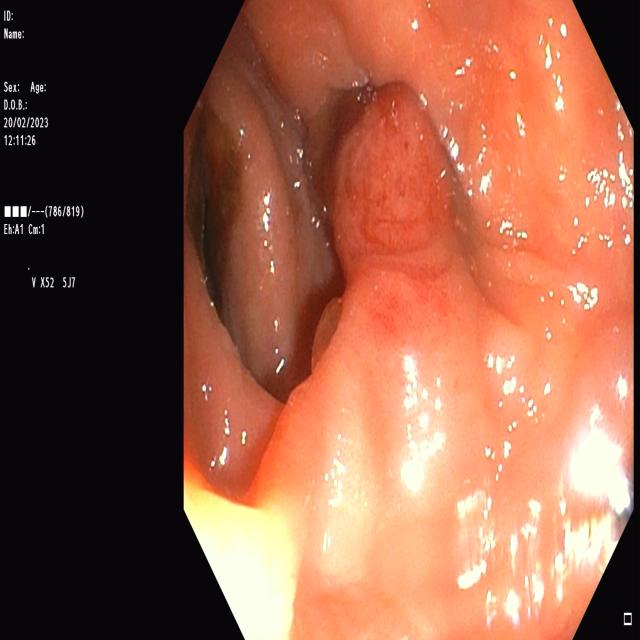 ID:
Name:
Sex: Age:
D.O.B.:
20/02/2023
12:11:26
■■■/---(786/819)
Eh:A1 Cm:1
V X52 5J7